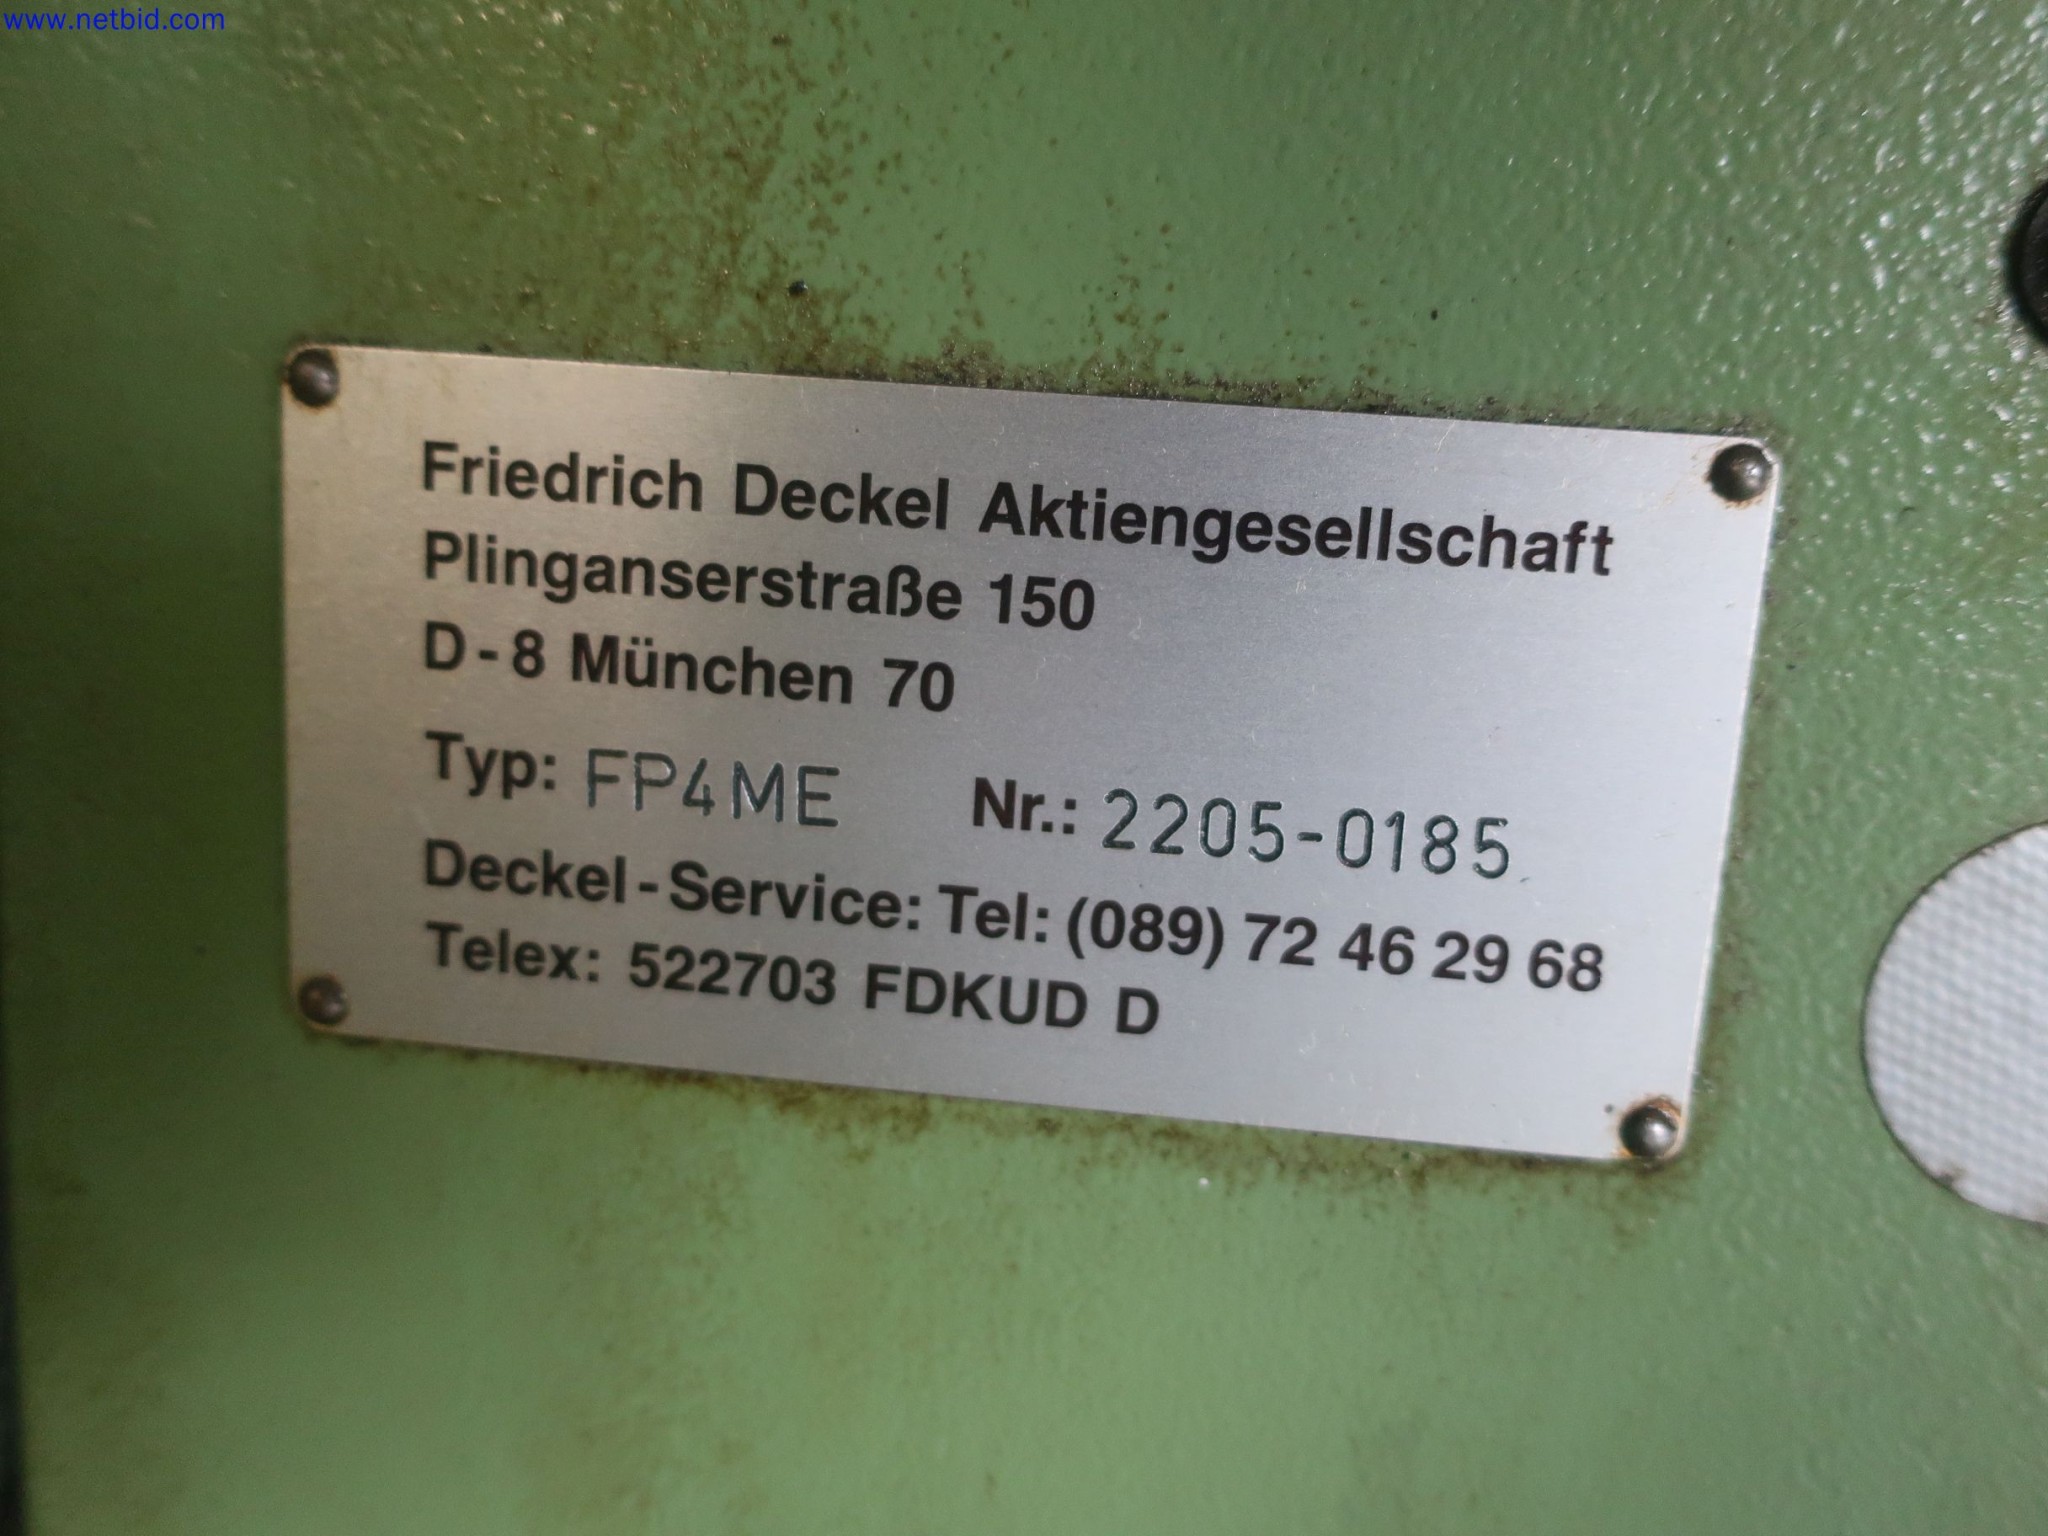 www.netbid.com
Friedrich Deckel Aktiengesellschaft
Plinganserstraße 150
D-8 München 70
Typ: FP4ME Nr.: 2205-0185
Deckel-Service: Tel: (089) 72 46 29 68
Telex: 522703 FDKUD D